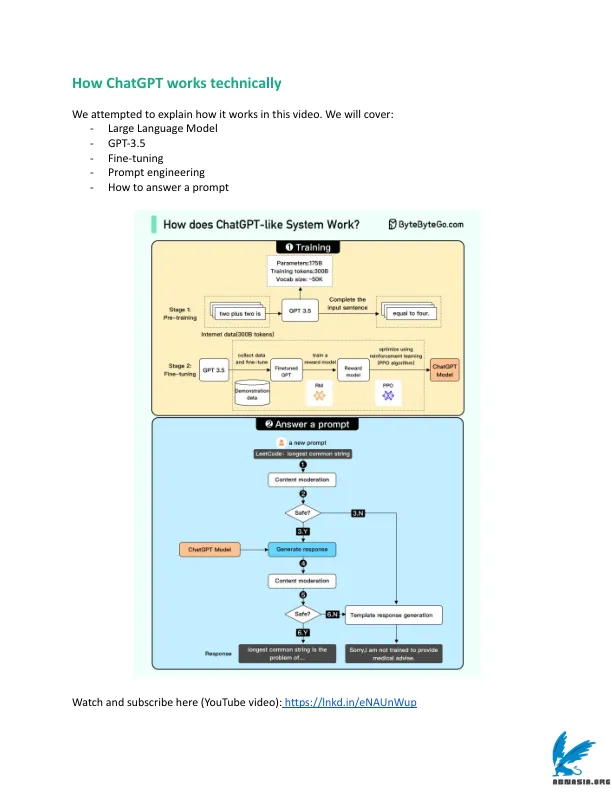 How ChatGPT works technically
We attempted to explain how it works in this video. We will cover:
- Large Language Model
- GPT-3.5
- Fine-tuning
- Prompt engineering
- How to answer a prompt
How does ChatGPT-like System Work?
ByteByteGo.com
1 Training
Parameters:175B
Training tokens:300B
Vocab size: ~50K
Stage 1:
Pre-training
two plus two is
GPT 3.5
Complete the
input sentence
equal to four.
Internet data(300B tokens)
Stage 2:
Fine-tuning
GPT 3.5
collect data
and fine-tune
Finetuned
GPT
train a
reward model
Reward
model
optimize using
reinforcement learning
(PPO algorithm)
ChatGPT
Model
Demonstration
data
RM
PPO
2 Answer a prompt
a new prompt
LeetCode: longest common string
1
Content moderation
2
Safe?
3.N
3.Y
ChatGPT Model
Generate response
4
Content moderation
5
Safe?
6.N
Template response generation
6.Y
Response
longest common string is the
problem of...
Sorry,I am not trained to provide
medical advise.
Watch and subscribe here (YouTube video): https://lnkd.in/eNAUnWup
ABNASIA.ORG